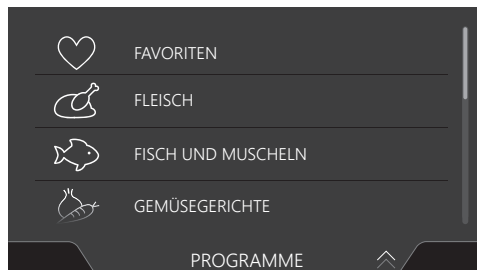 FAVORITEN
FLEISCH
FISCH UND MUSCHELN
GEMÜSEGERICHTE
PROGRAMME